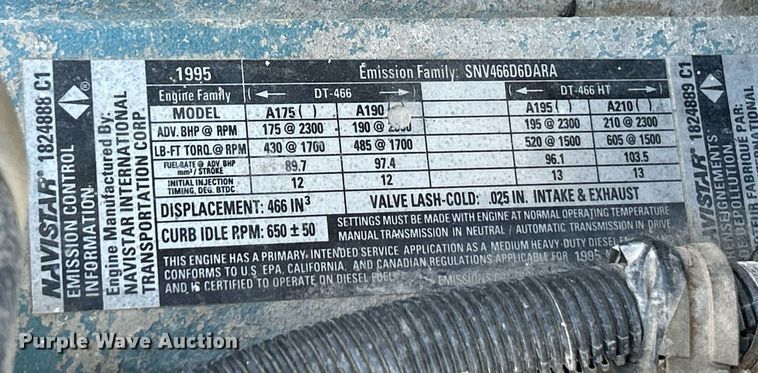 NAVISTAR® 1824888 C1
EMISSION CONTROL
INFORMATION
Engine Manufactured By:
NAVISTAR INTERNATIONAL
TRANSPORTATION CORP.
1995 Emission Family: SNV466D6DARA
Engine Family DT-466 DT-466 HT
MODEL A175 ( ) A190 A195 ( ) A210 ( )
ADV. BHP @ RPM 175 @ 2300 190 @ 2300 195 @ 2300 210 @ 2300
LB-FT TORQ @ RPM 430 @ 1700 485 @ 1700 520 @ 1500 605 @ 1500
FUEL RATE @ ADV. BHP mm³ / STROKE 89.7 97.4 96.1 103.5
INITIAL INJECTION TIMING, DEG. BTDC 12 12 13 13
DISPLACEMENT: 466 IN³ VALVE LASH-COLD: .025 IN. INTAKE & EXHAUST
CURB IDLE RPM: 650 ± 50 SETTINGS MUST BE MADE WITH ENGINE AT NORMAL OPERATING TEMPERATURE
MANUAL TRANSMISSION IN NEUTRAL / AUTOMATIC TRANSMISSION IN DRIVE
THIS ENGINE HAS A PRIMARY INTENDED SERVICE APPLICATION AS A MEDIUM HEAVY-DUTY DIESEL
CONFORMS TO U.S. EPA, CALIFORNIA, AND CANADIAN REGULATIONS APPLICABLE FOR 1995
AND IS CERTIFIED TO OPERATE ON DIESEL FUEL. EMISSIONS
NAVISTAR® 1824889 C1
Purple Wave Auction